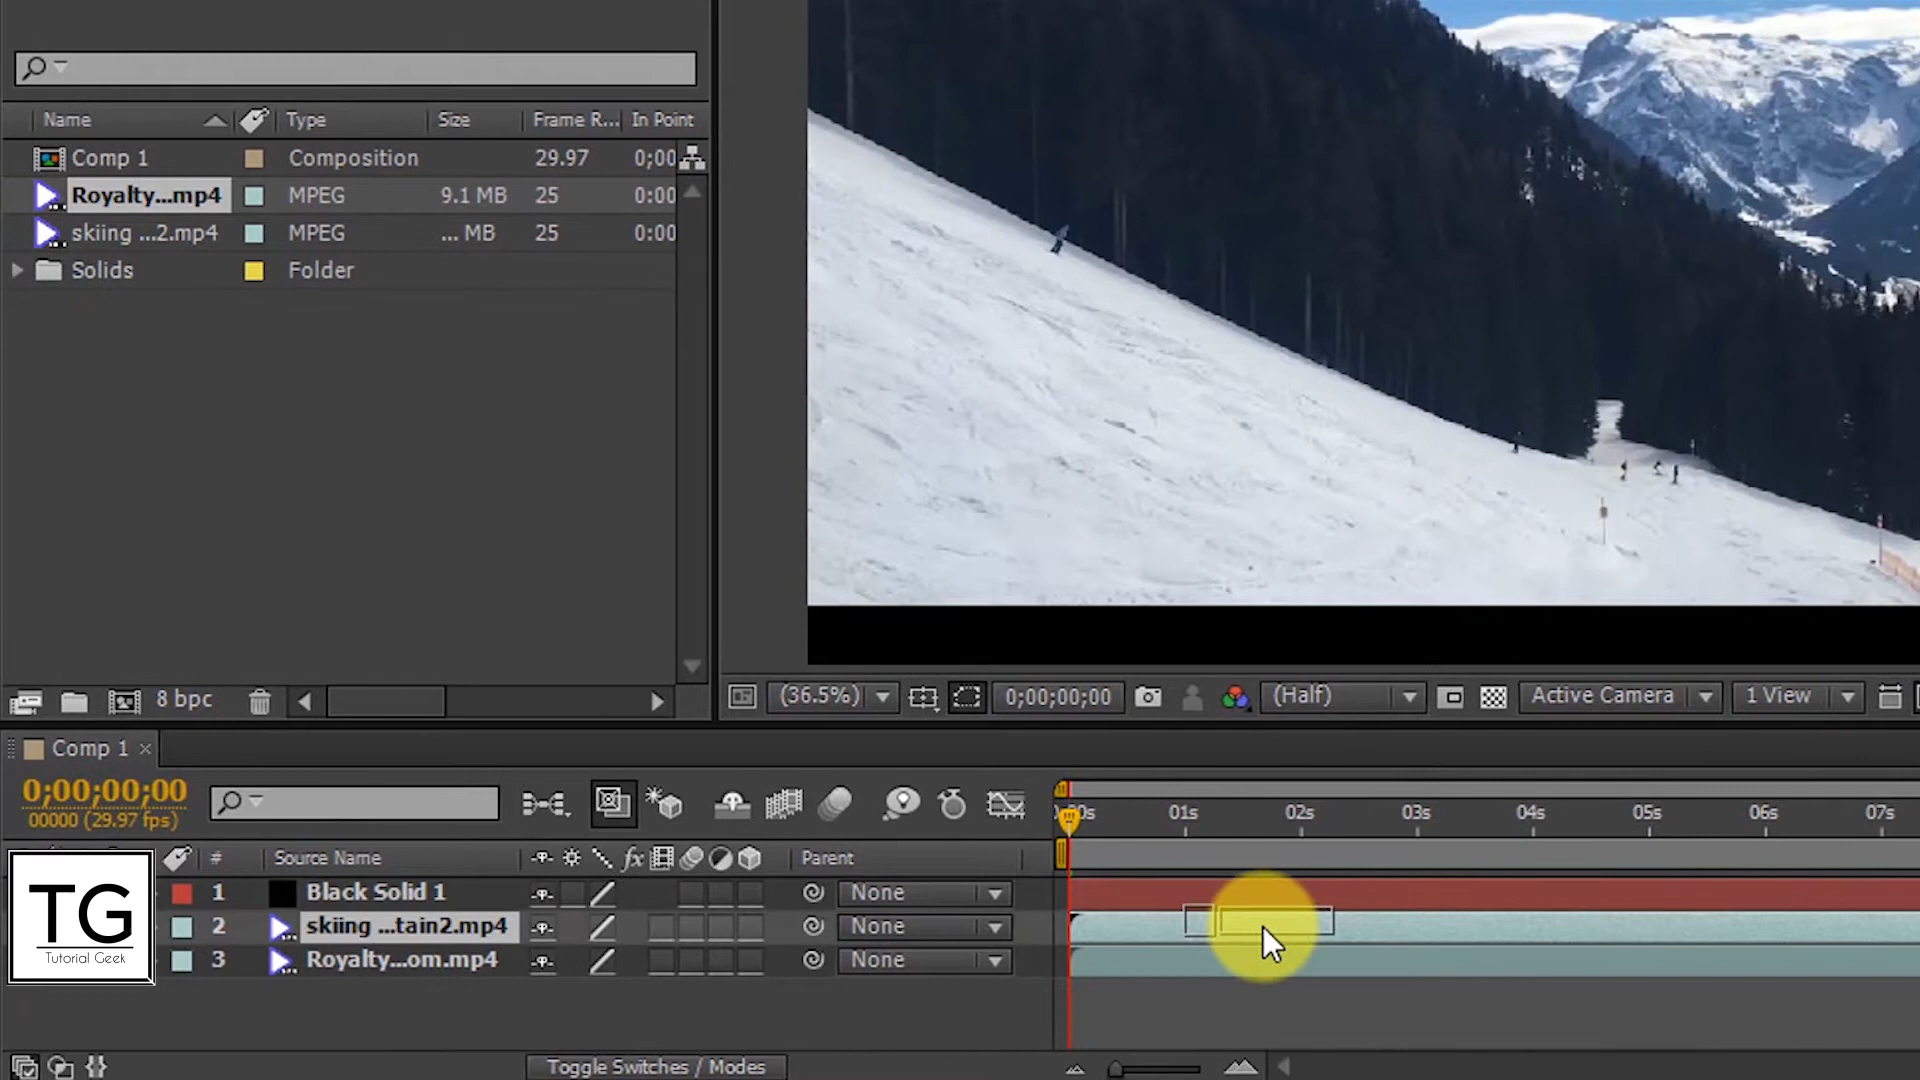 Name Type Size Frame R... In Point
Comp 1 Composition 29.97 0;00
Royalty...mp4 MPEG 9.1 MB 25 0:00
skiing ...2.mp4 MPEG ... MB 25 0:00
Solids Folder
8 bpc
(36.5%) 0;00;00;00 (Half) Active Camera 1 View
Comp 1 ×
0;00;00;00
00000 (29.97 fps)
0s 01s 02s 03s 04s 05s 06s 07s
# Source Name fx Parent
1 Black Solid 1 None
2 skiing ...tain2.mp4 None
3 Royalty...om.mp4 None
TG
Tutorial Geek
Toggle Switches / Modes